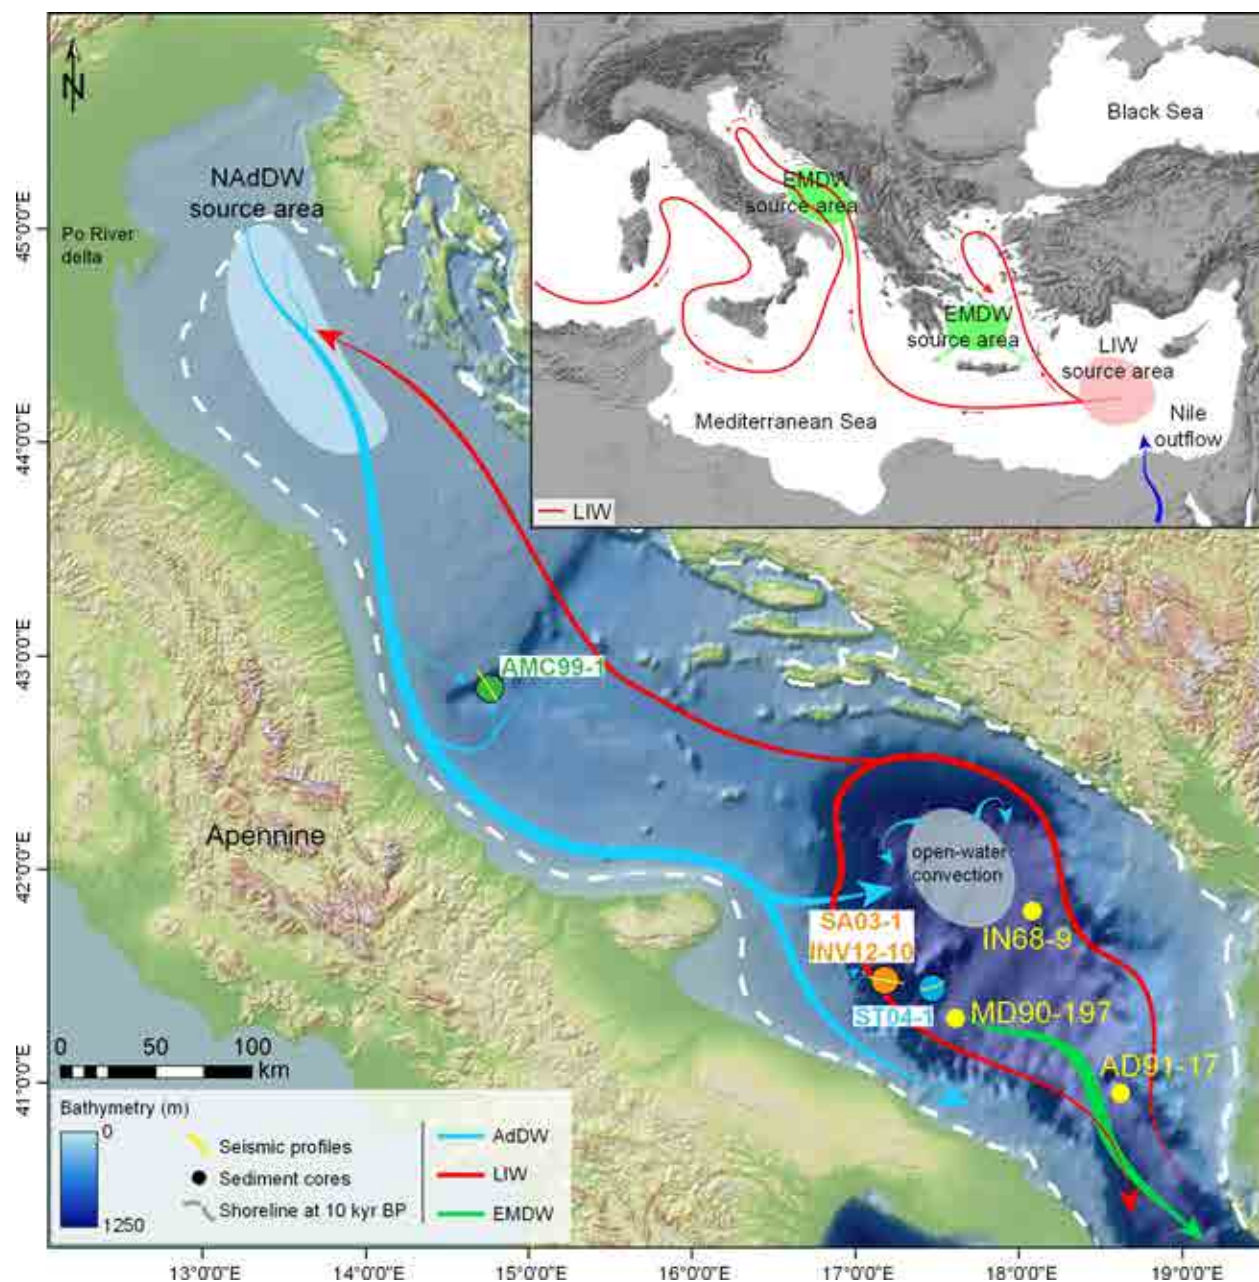 N
NAdDW
source area
Po River
delta
Black Sea
EMDW
source area
EMDW
source area
LIW
source area
Mediterranean Sea
Nile
outflow
LIW
AMC99-1
Apennine
open-water
convection
SA03-1
INV12-10
IN68-9
ST04-1
MD90-197
AD91-17
0 50 100
km
Bathymetry (m)
0
1250
Seismic profiles
Sediment cores
Shoreline at 10 kyr BP
AdDW
LIW
EMDW
45°0'0"E
44°0'0"E
43°0'0"E
42°0'0"E
41°0'0"E
13°0'0"E 14°0'0"E 15°0'0"E 16°0'0"E 17°0'0"E 18°0'0"E 19°0'0"E